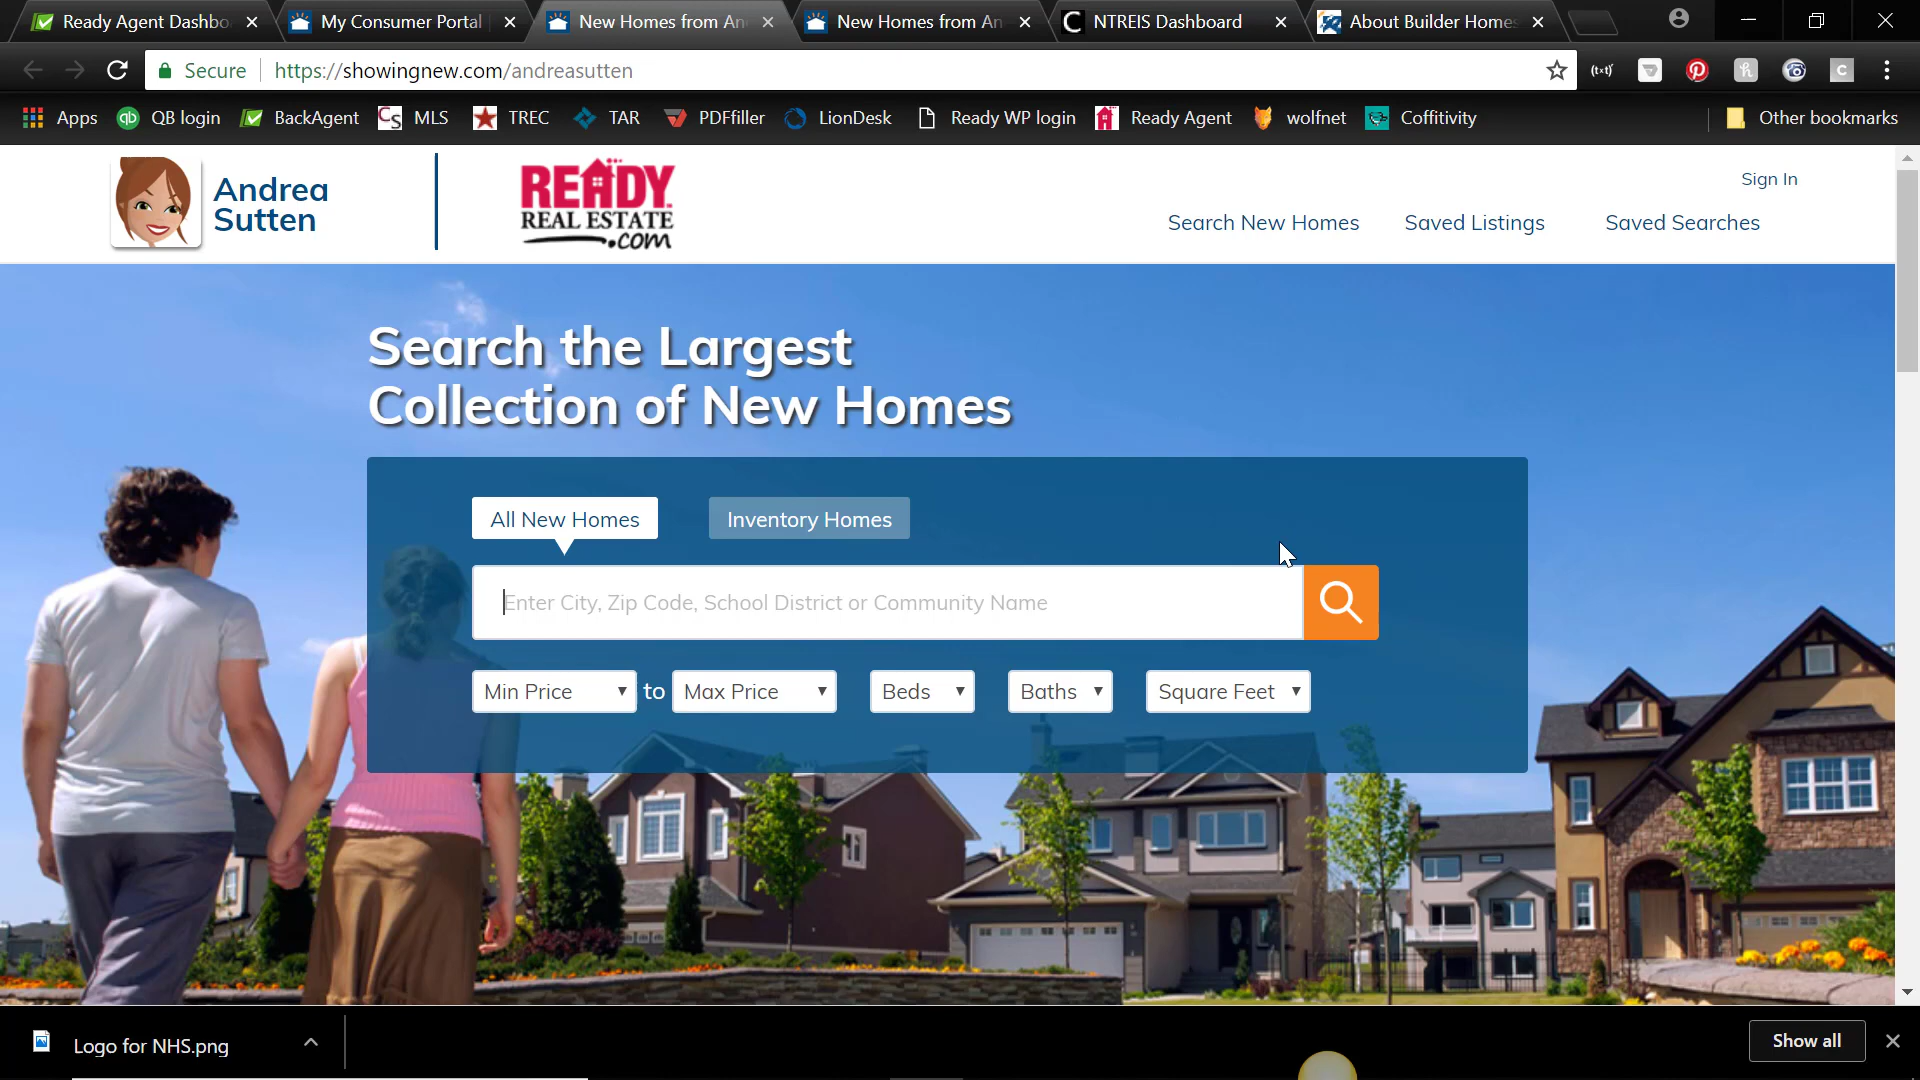 Ready Agent Dashbo
My Consumer Portal
New Homes from An
New Homes from An
NTREIS Dashboard
About Builder Homes
Secure
https://showingnew.com/andreasutten
Apps
QB login
BackAgent
MLS
TREC
TAR
PDFfiller
LionDesk
Ready WP login
Ready Agent
wolfnet
Coffitivity
Other bookmarks
Andrea
Sutten
READY
REAL ESTATE
.com
Sign In
Search New Homes
Saved Listings
Saved Searches
Search the Largest
Collection of New Homes
All New Homes
Inventory Homes
Enter City, Zip Code, School District or Community Name
Min Price
to
Max Price
Beds
Baths
Square Feet
Logo for NHS.png
Show all